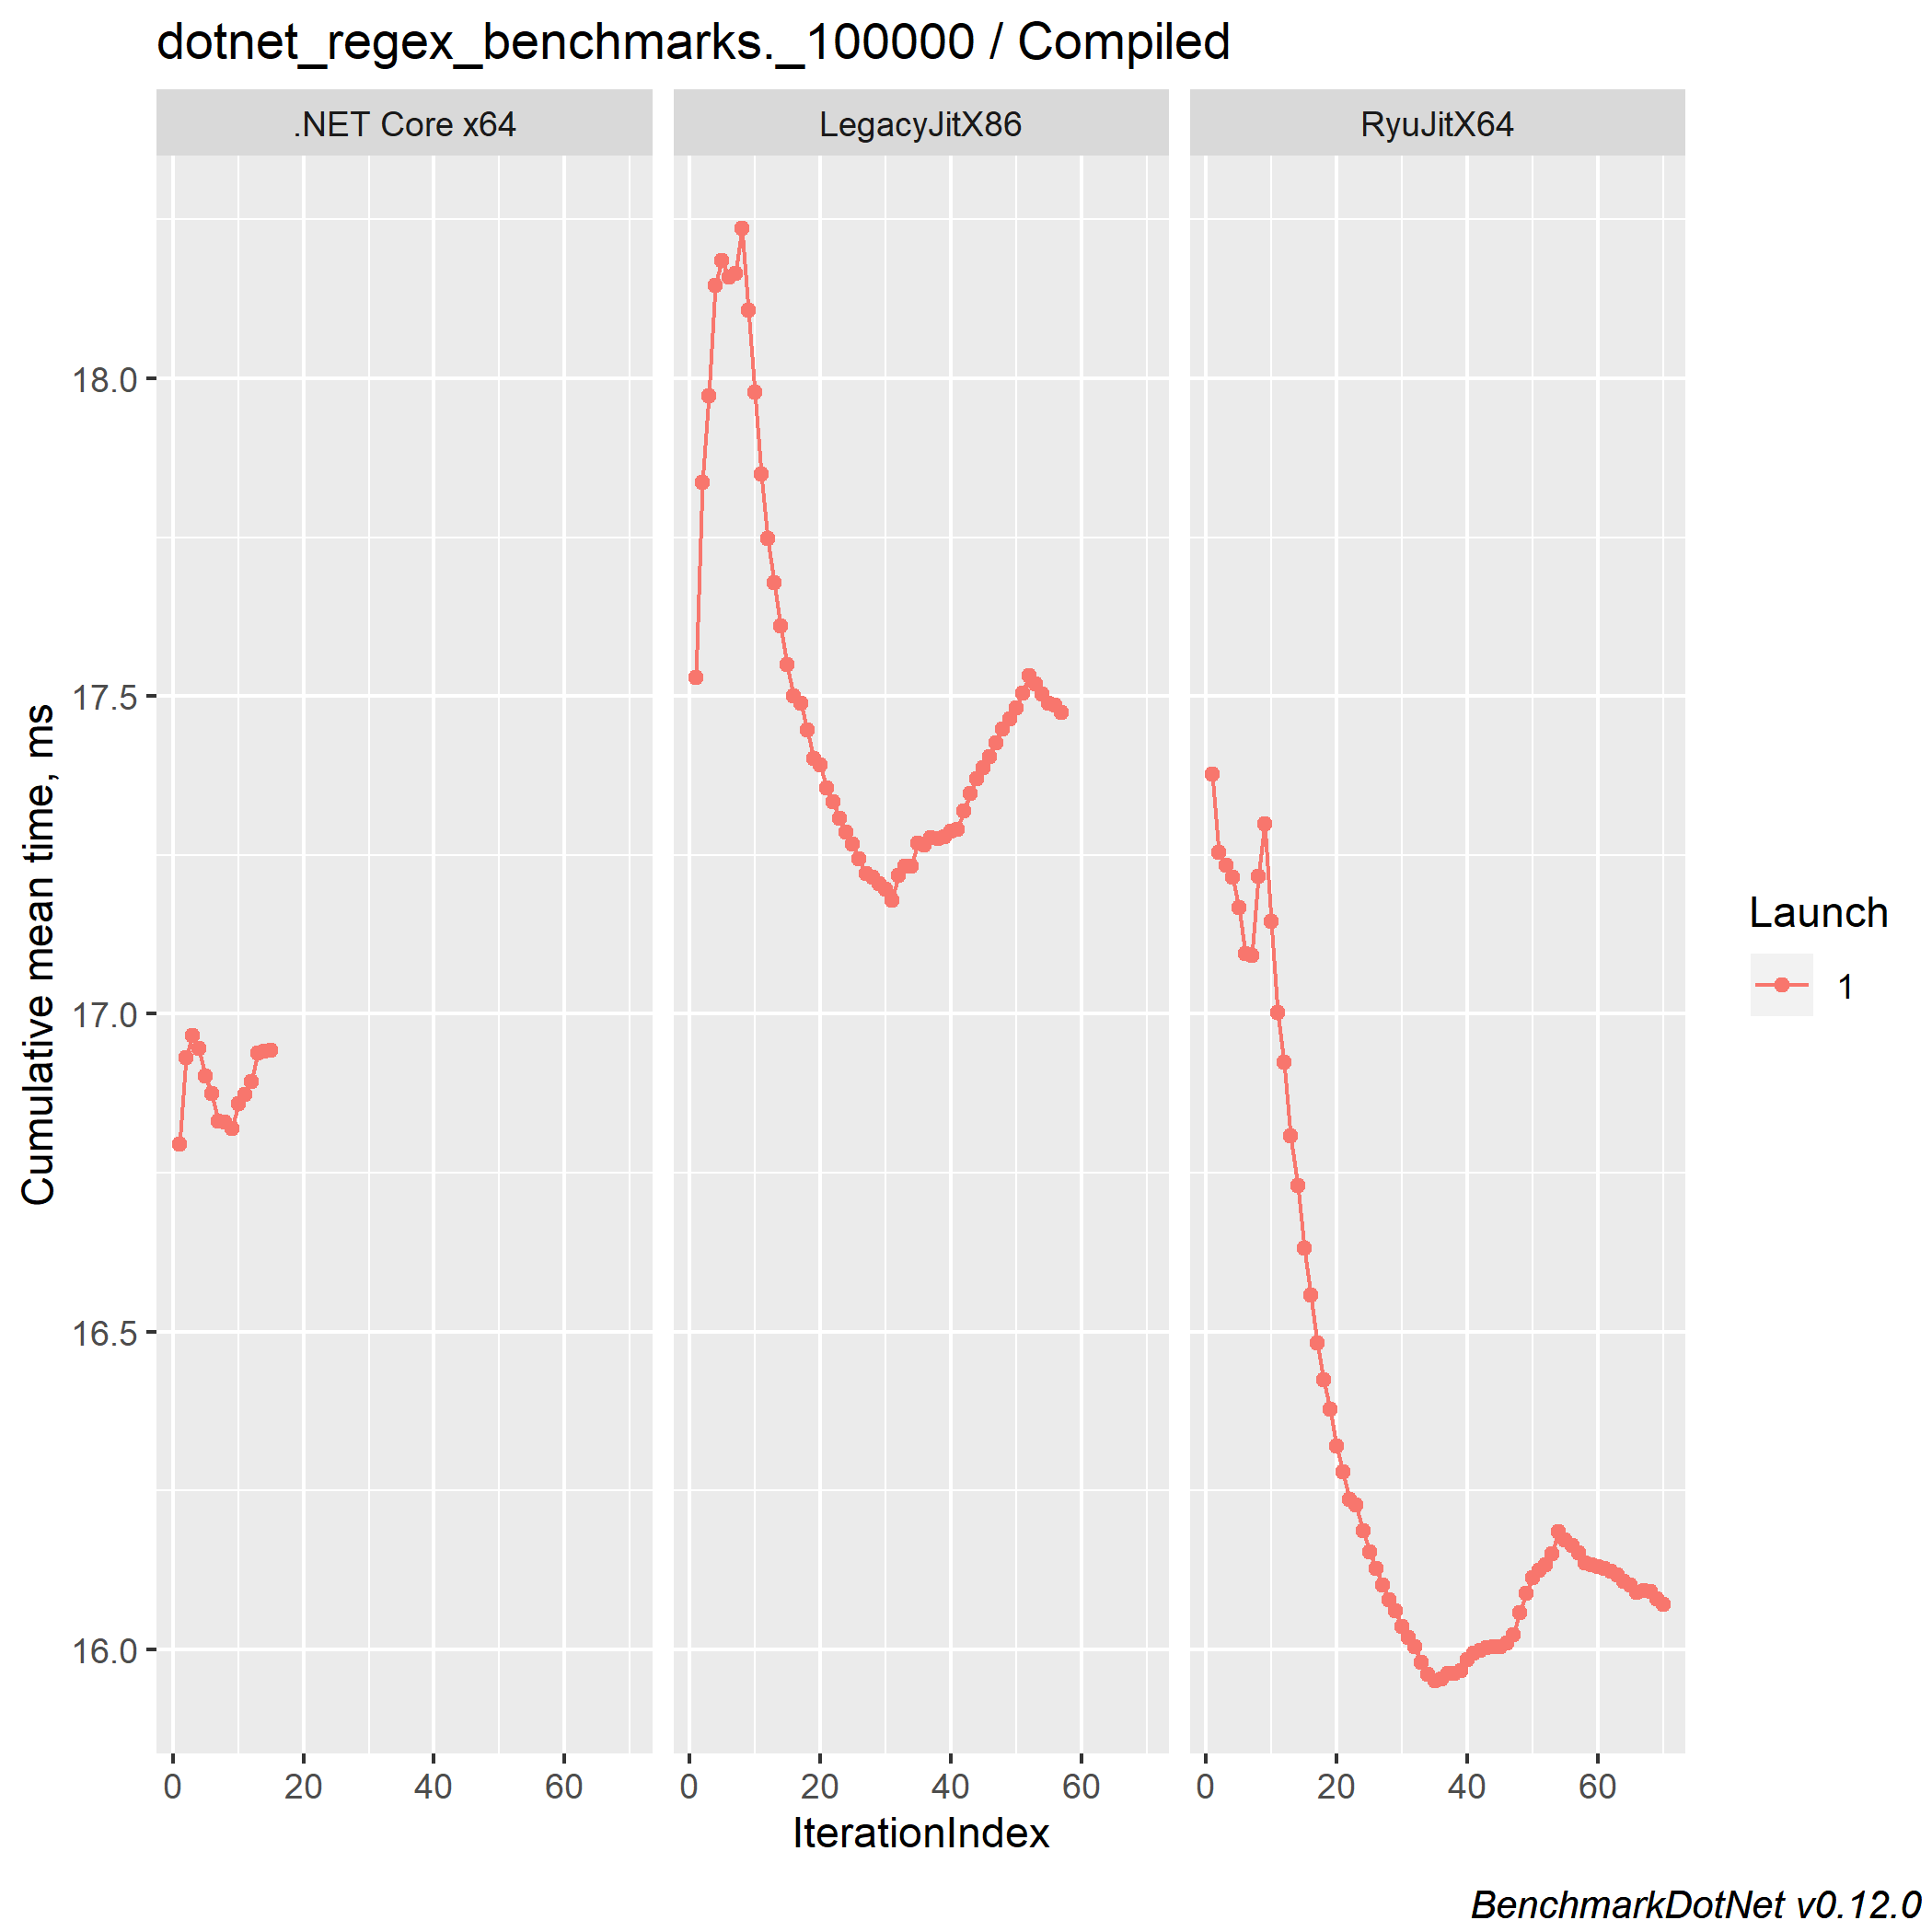 dotnet_regex_benchmarks._100000 / Compiled
.NET Core x64
LegacyJitX86
RyuJitX64
Cumulative mean time, ms
18.0
17.5
17.0
16.5
16.0
0 20 40 60
0 20 40 60
0 20 40 60
IterationIndex
Launch
1
BenchmarkDotNet v0.12.0